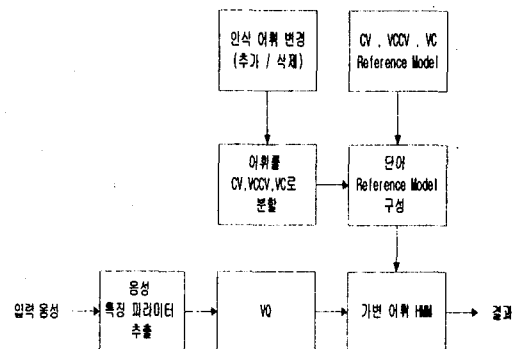 인식 어휘 변경
(추가 / 삭제)
CV , VCCV , VC
Reference Model
어휘를
CV,VCCV,VC로
분할
단어
Reference Model
구성
입력 음성
음성
특징 파라미터
추출
VQ
가변 어휘 HMM
결과